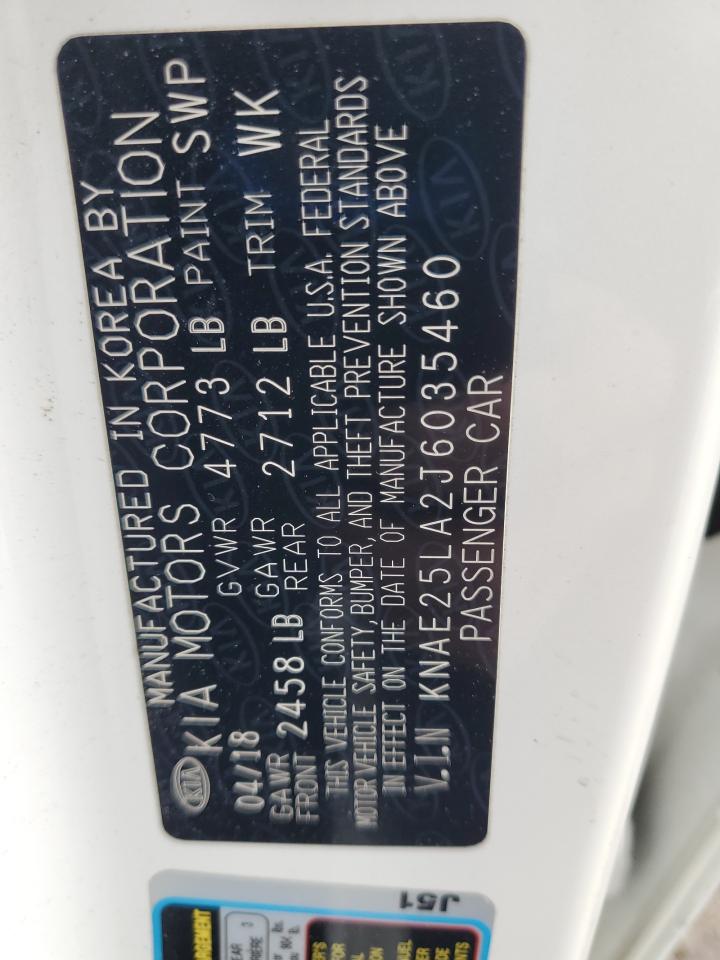 MANUFACTURED IN KOREA BY
KIA KIA MOTORS CORPORATION
04/18 GVWR 4773 LB PAINT SWP
GAWR FRONT 2458 LB GAWR REAR 2712 LB TRIM WK
THIS VEHICLE CONFORMS TO ALL APPLICABLE U.S.A. FEDERAL
MOTOR VEHICLE SAFETY, BUMPER, AND THEFT PREVENTION STANDARDS
IN EFFECT ON THE DATE OF MANUFACTURE SHOWN ABOVE
V.I.N KNAE25LA2J6035460
PASSENGER CAR
J51